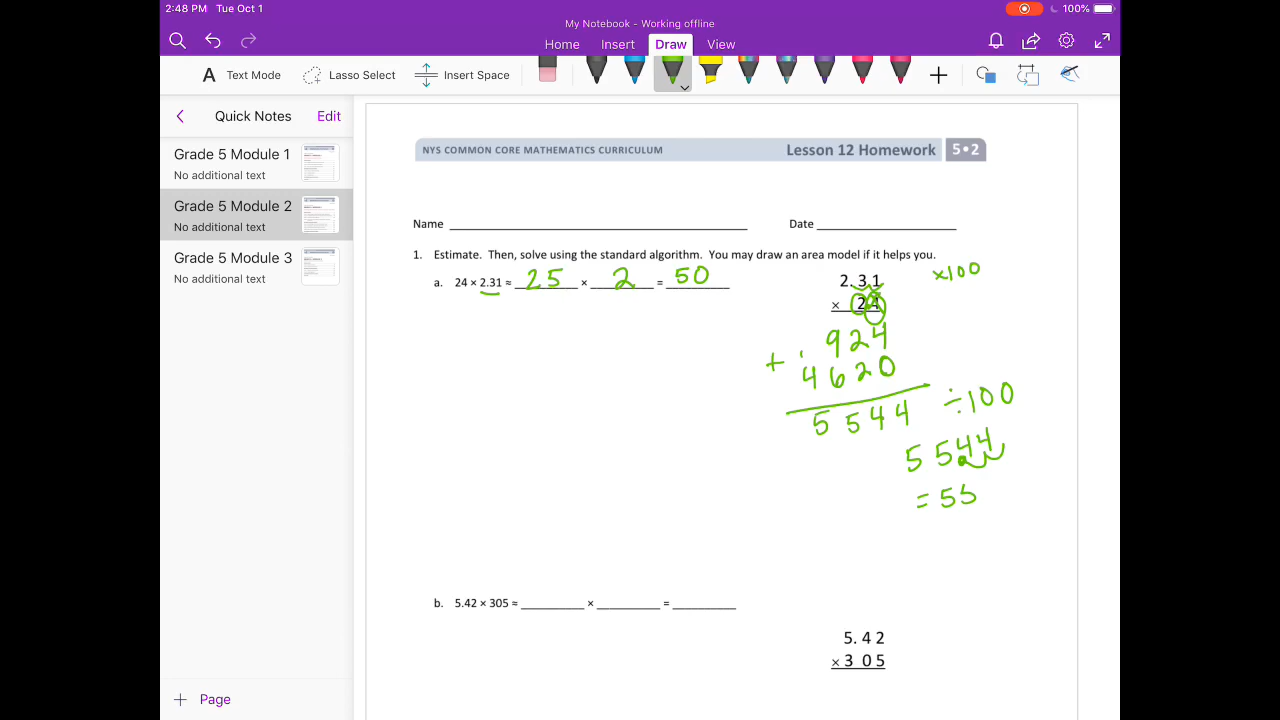 2:48 PM Tue Oct 1
100%
My Notebook - Working offline
Home Insert Draw View
A Text Mode Lasso Select Insert Space
Quick Notes Edit
Grade 5 Module 1
No additional text
Grade 5 Module 2
No additional text
Grade 5 Module 3
No additional text
+ Page
NYS COMMON CORE MATHEMATICS CURRICULUM Lesson 12 Homework 5•2
Name Date
1. Estimate. Then, solve using the standard algorithm. You may draw an area model if it helps you.
a. 24 × 2.31 ≈ 25 × 2 = 50
2.31 ×100
× 24
924
+ 4620
5544 ÷100
5544
= 55
b. 5.42 × 305 ≈ __________ × __________ = __________
5.42
× 305